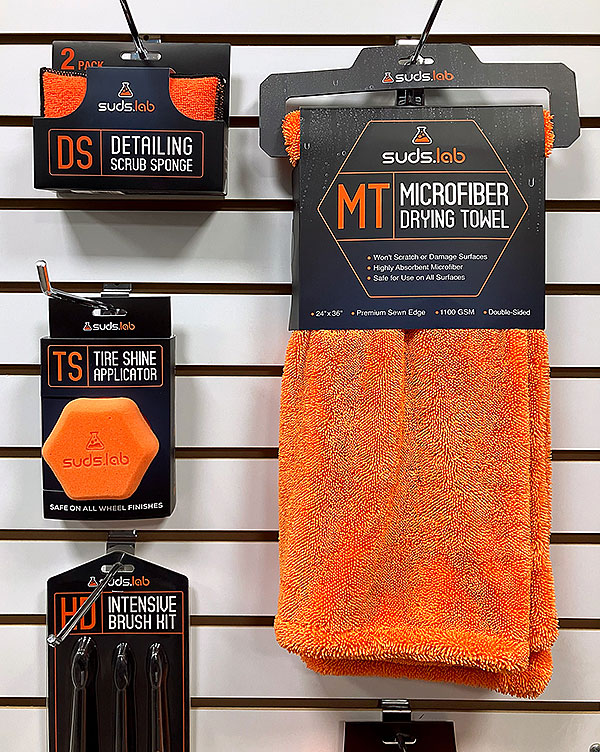 2 PACK
suds.lab
DS
DETAILING
SCRUB SPONGE
suds.lab
suds.lab
MT
MICROFIBER
DRYING TOWEL
• Won't Scratch or Damage Surfaces
• Highly Absorbent Microfiber
• Safe for Use on All Surfaces
• 24"x36" • Premium Sewn Edge • 1100 GSM • Double-Sided
suds.lab
TS
TIRE SHINE
APPLICATOR
suds.lab
SAFE ON ALL WHEEL FINISHES
suds.lab
HD
INTENSIVE
BRUSH KIT